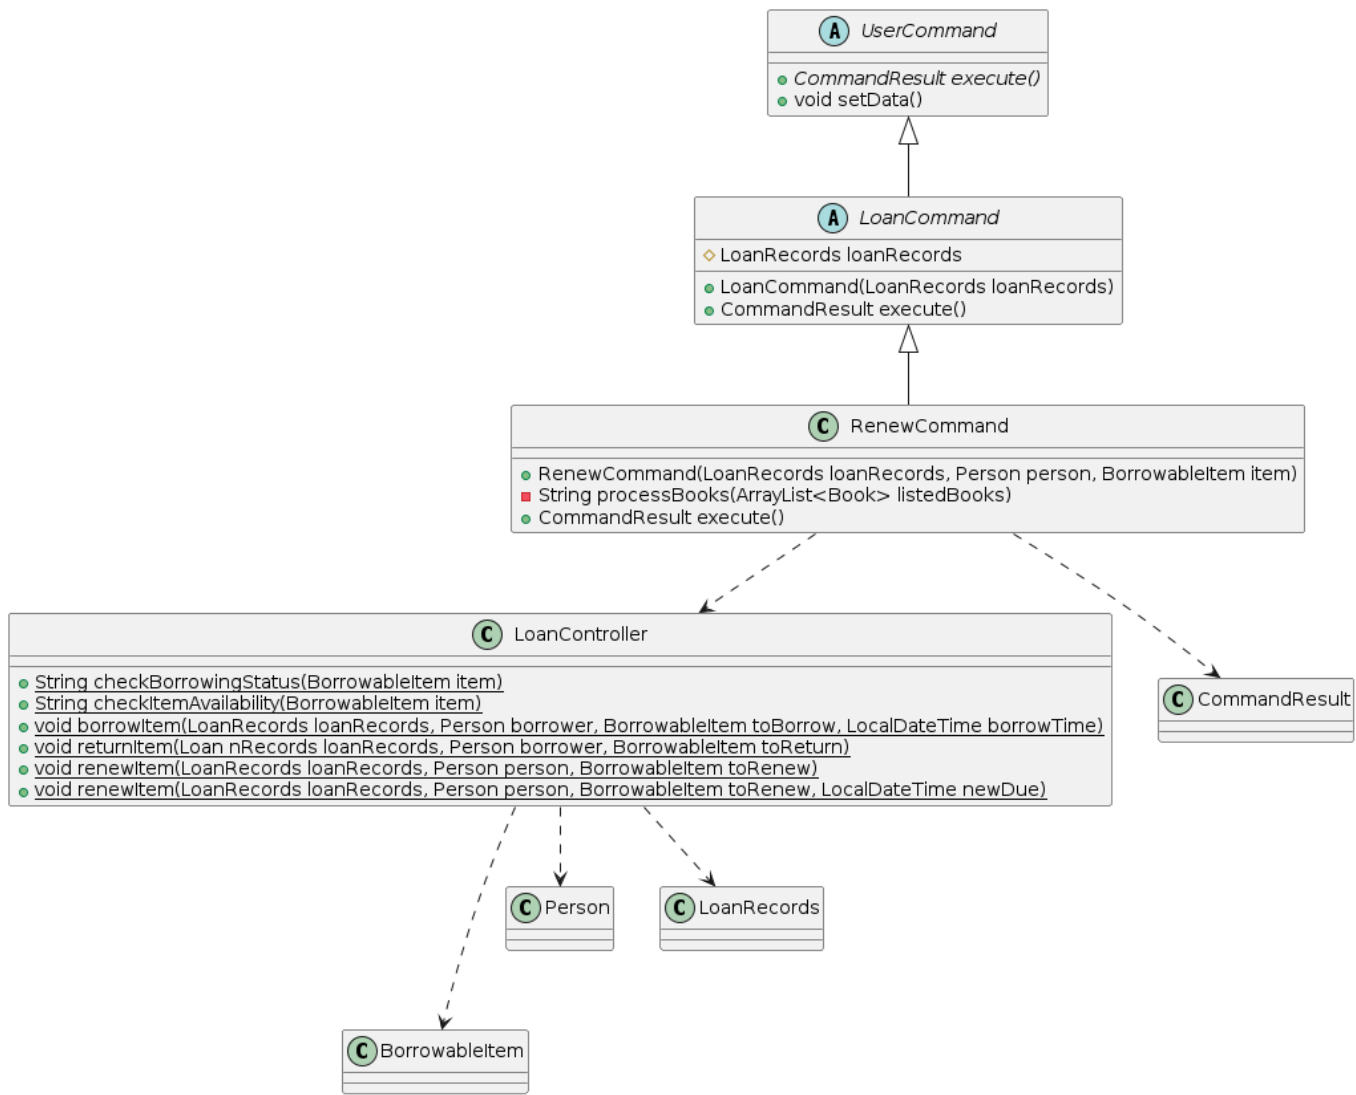 A UserCommand
CommandResult execute()
void setData()
A LoanCommand
LoanRecords loanRecords
LoanCommand(LoanRecords loanRecords)
CommandResult execute()
C RenewCommand
RenewCommand(LoanRecords loanRecords, Person person, BorrowableItem item)
String processBooks(ArrayList<Book> listedBooks)
CommandResult execute()
C LoanController
String checkBorrowingStatus(BorrowableItem item)
String checkItemAvailability(BorrowableItem item)
void borrowItem(LoanRecords loanRecords, Person borrower, BorrowableItem toBorrow, LocalDateTime borrowTime)
void returnItem(Loan nRecords loanRecords, Person borrower, BorrowableItem toReturn)
void renewItem(LoanRecords loanRecords, Person person, BorrowableItem toRenew)
void renewItem(LoanRecords loanRecords, Person person, BorrowableItem toRenew, LocalDateTime newDue)
C CommandResult
C Person
C LoanRecords
C BorrowableItem